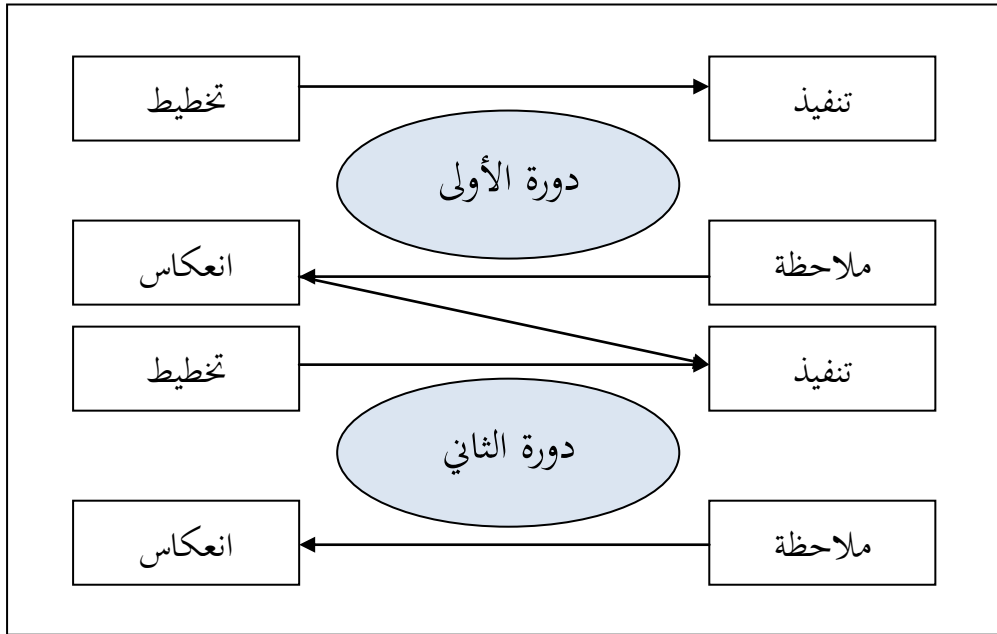 تخطيط
تنفيذ
دورة الأولى
انعكاس
ملاحظة
تخطيط
تنفيذ
دورة الثاني
انعكاس
ملاحظة